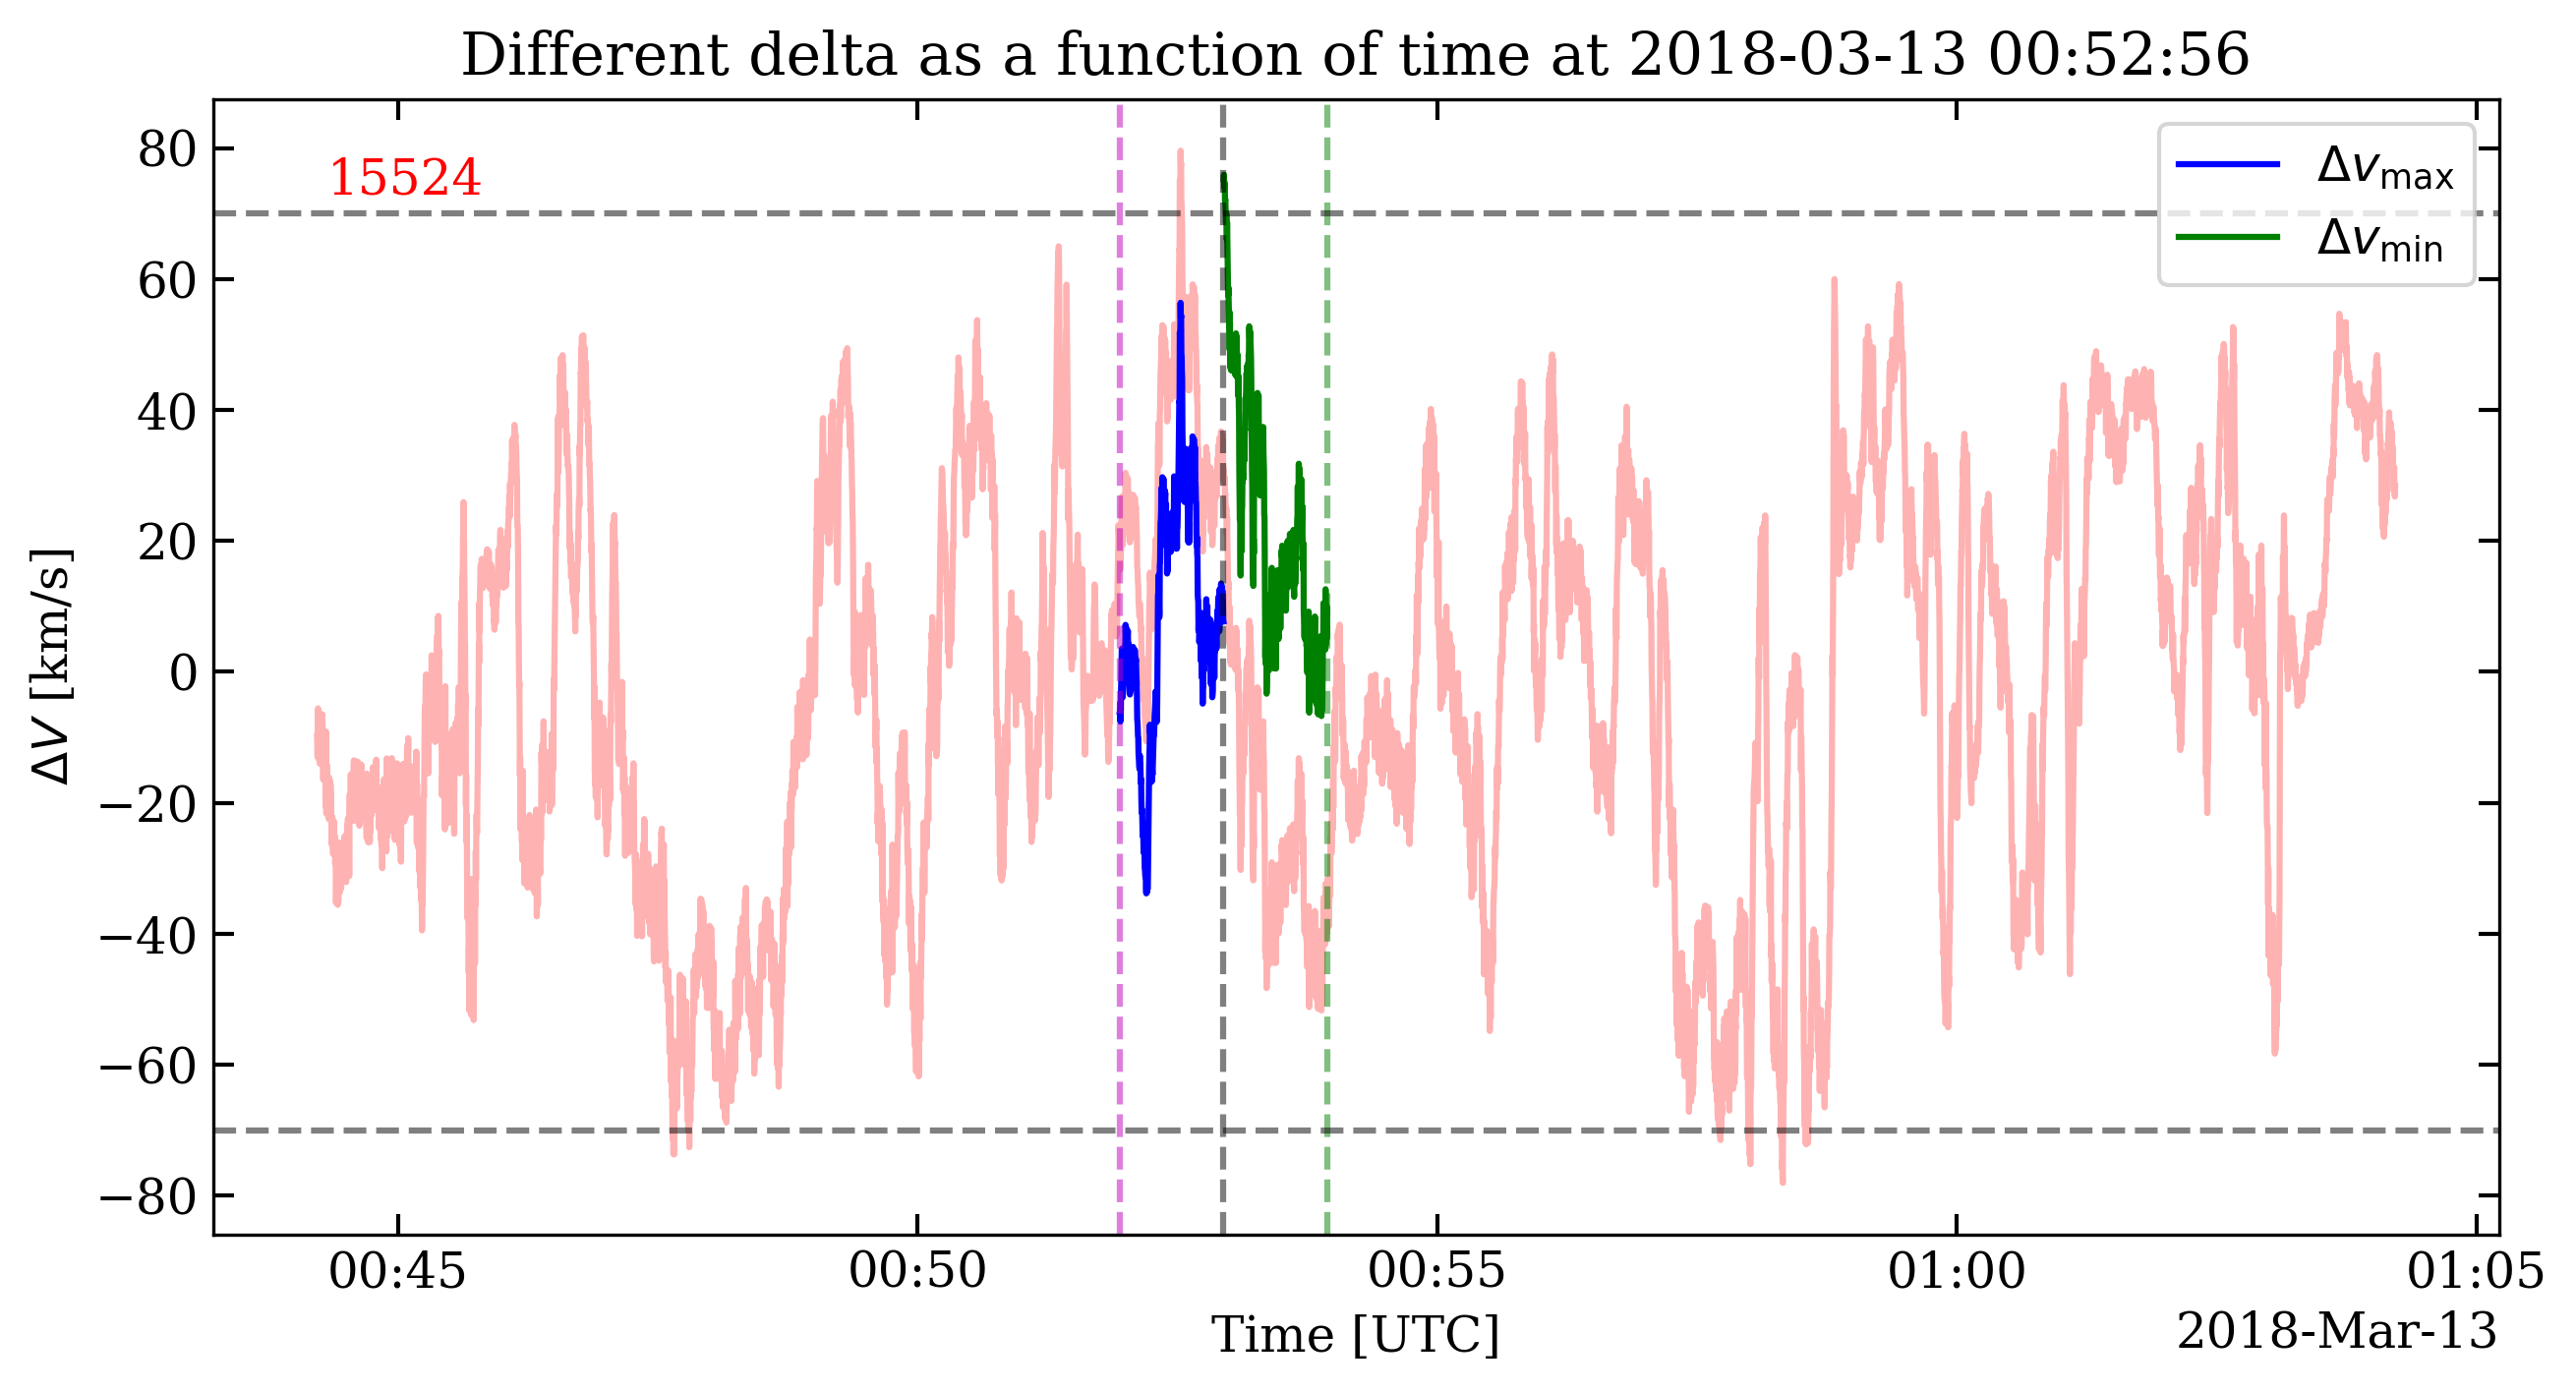 Different delta as a function of time at 2018-03-13 00:52:56
15524
Δv_max
Δv_min
80
60
40
20
0
−20
−40
−60
−80
ΔV [km/s]
00:45 00:50 00:55 01:00 01:05
Time [UTC]
2018-Mar-13